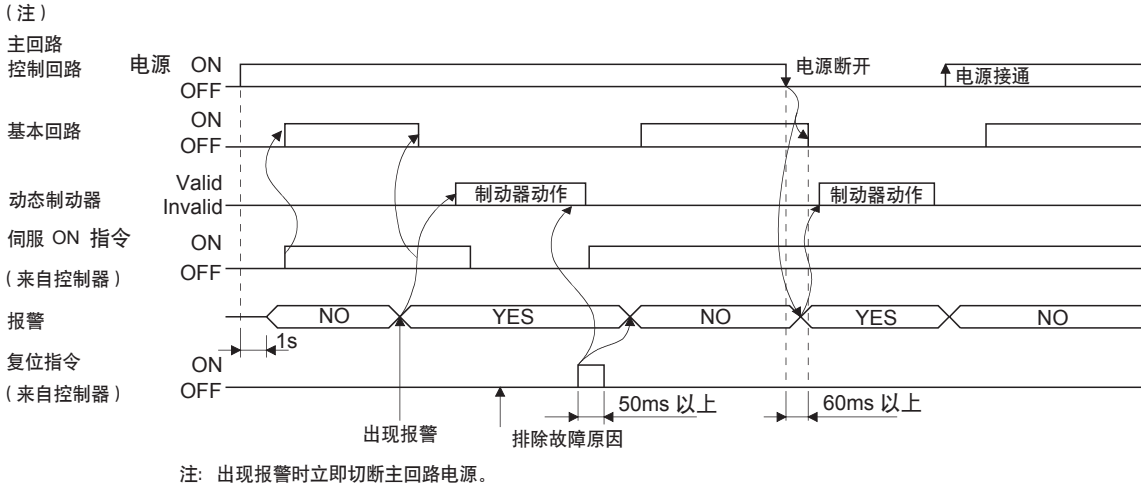 (注)
主回路
控制回路 电源 ON
OFF
电源断开
电源接通
基本回路 ON
OFF
动态制动器 Valid
Invalid
制动器动作
制动器动作
伺服 ON 指令 ON
(来自控制器) OFF
报警 NO YES NO YES NO
1s
复位指令 ON
(来自控制器) OFF
50ms 以上 60ms 以上
出现报警 排除故障原因
注: 出现报警时立即切断主回路电源。